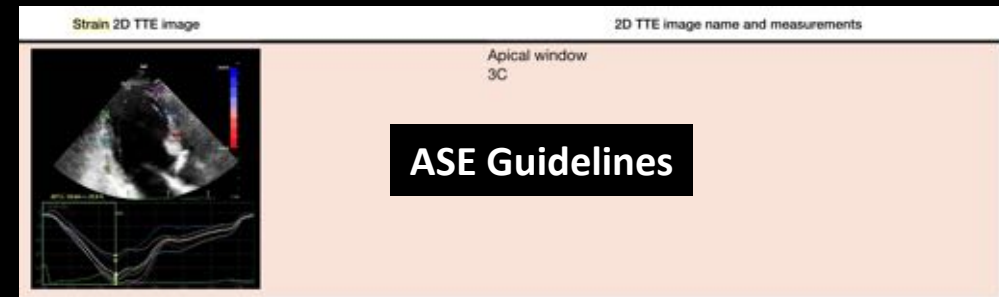 Strain 2D TTE image
2D TTE image name and measurements
Apical window
3C
ASE Guidelines